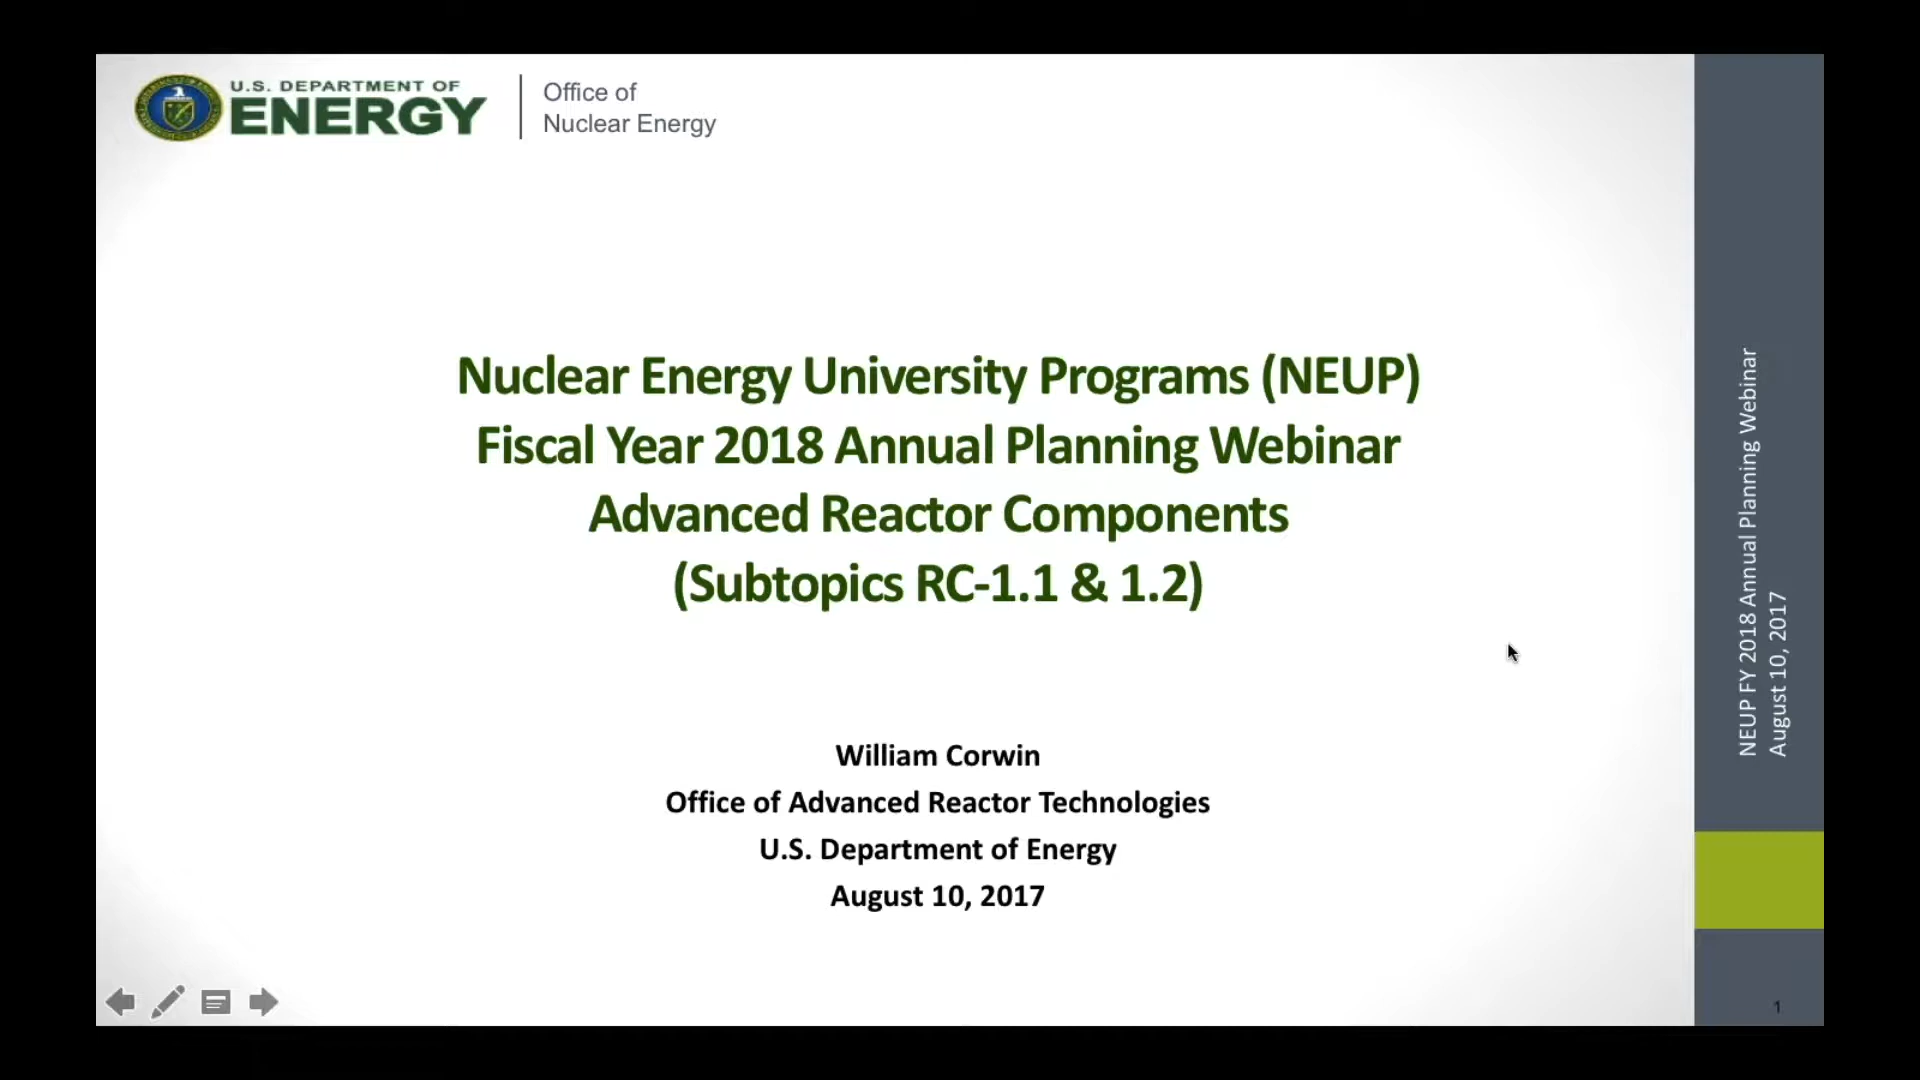 U.S. DEPARTMENT OF
ENERGY
Office of
Nuclear Energy
Nuclear Energy University Programs (NEUP)
Fiscal Year 2018 Annual Planning Webinar
Advanced Reactor Components
(Subtopics RC-1.1 & 1.2)
William Corwin
Office of Advanced Reactor Technologies
U.S. Department of Energy
August 10, 2017
NEUP FY 2018 Annual Planning Webinar
August 10, 2017
1